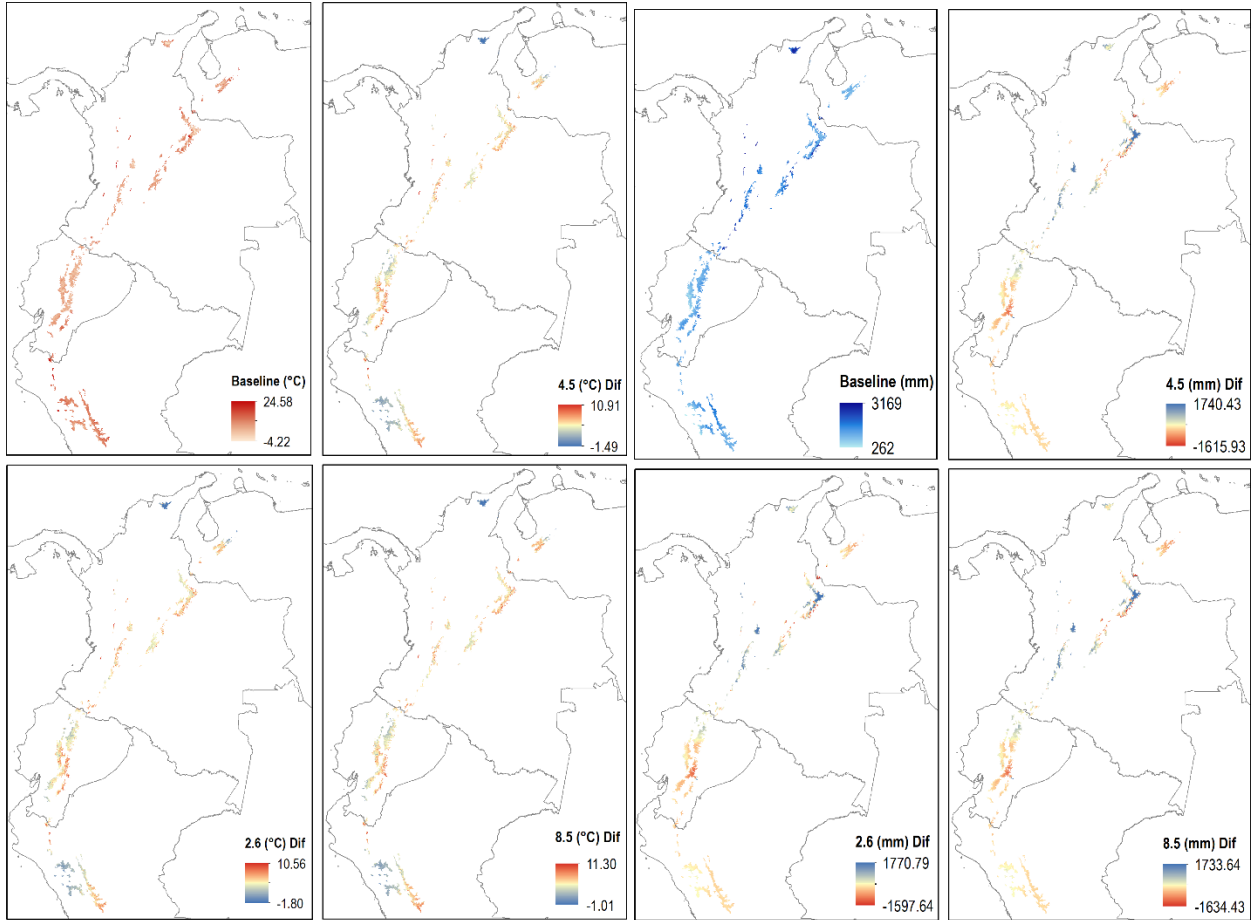 Baseline (°C)
24.58
-4.22
4.5 (°C) Dif
10.91
-1.49
Baseline (mm)
3169
262
4.5 (mm) Dif
1740.43
-1615.93
2.6 (°C) Dif
10.56
-1.80
8.5 (°C) Dif
11.30
-1.01
2.6 (mm) Dif
1770.79
-1597.64
8.5 (mm) Dif
1733.64
-1634.43